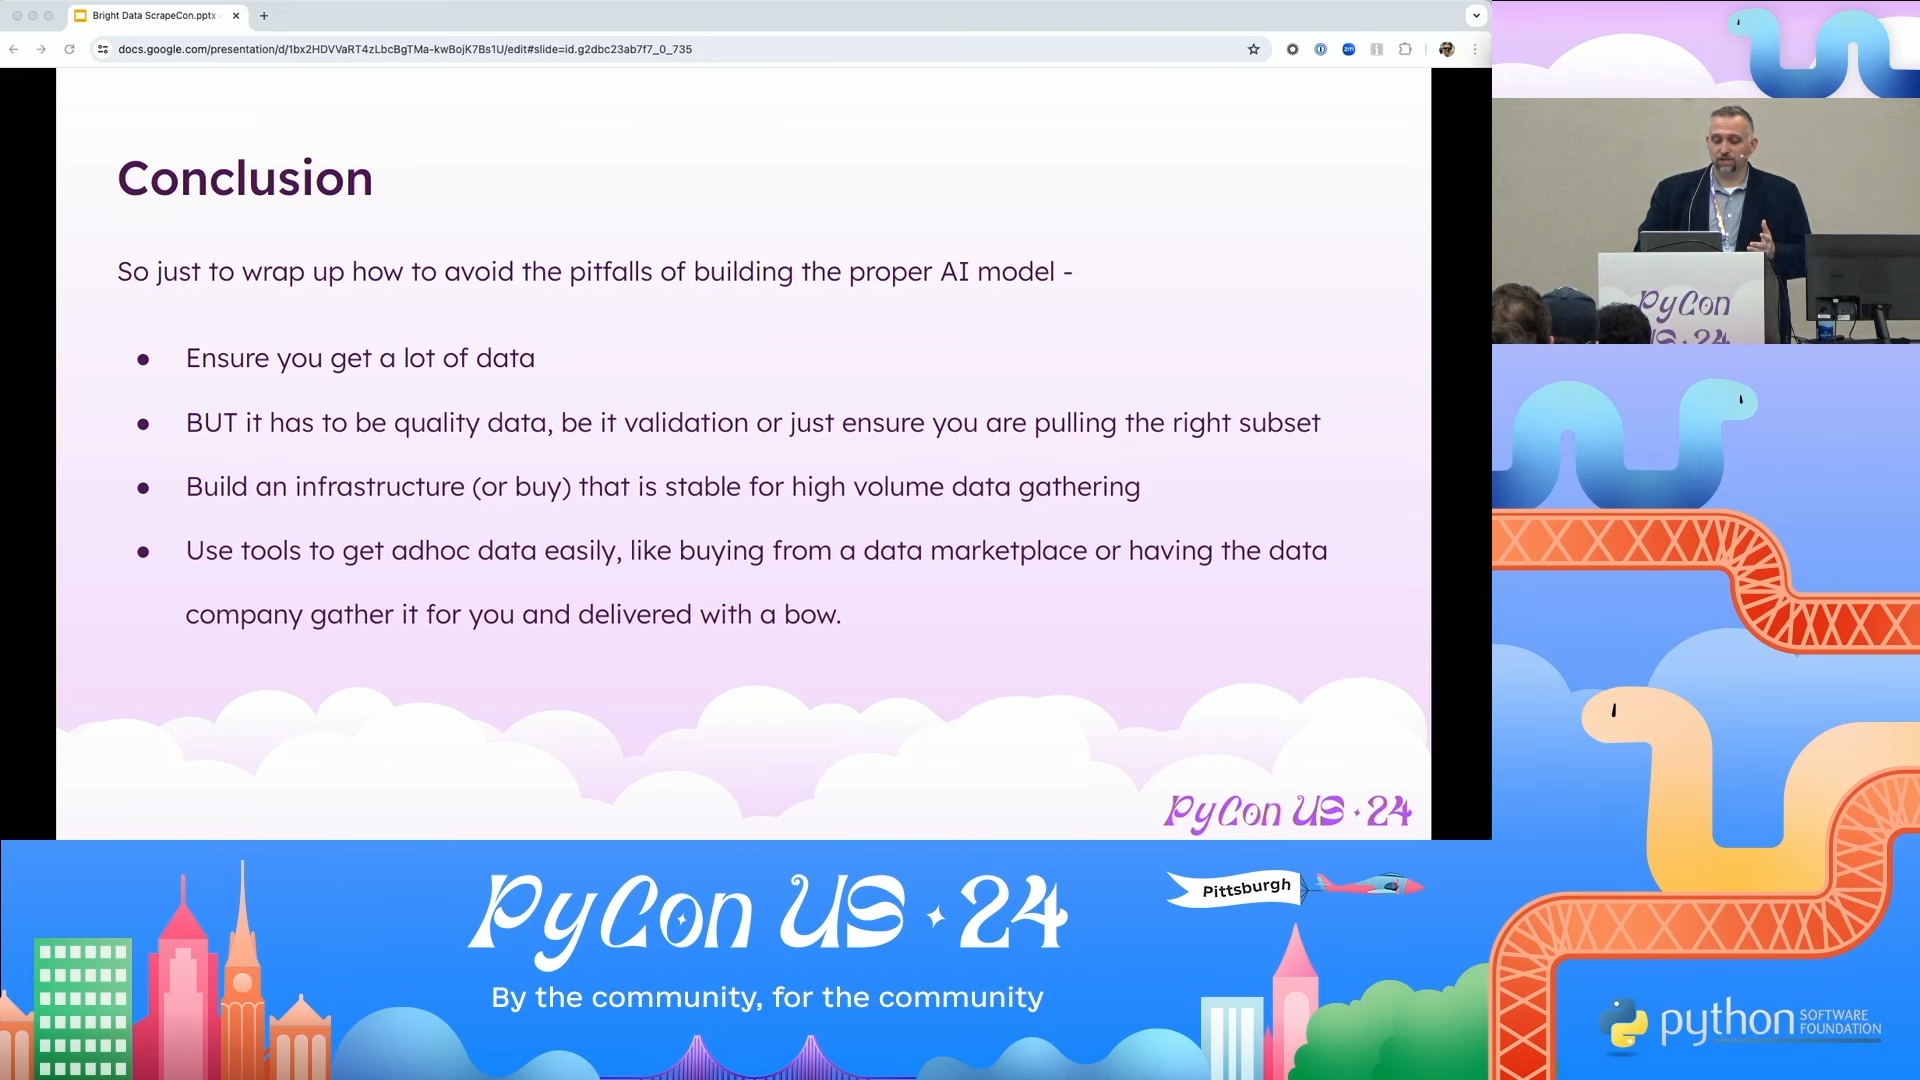 Bright Data ScrapeCon.pptx
docs.google.com/presentation/d/1bx2HDVVaRT4zLbcBgTMa-kwBojK7Bs1U/edit#slide=id.g2dbc23ab7f7_0_735
Conclusion
So just to wrap up how to avoid the pitfalls of building the proper AI model -
● Ensure you get a lot of data
● BUT it has to be quality data, be it validation or just ensure you are pulling the right subset
● Build an infrastructure (or buy) that is stable for high volume data gathering
● Use tools to get adhoc data easily, like buying from a data marketplace or having the data
company gather it for you and delivered with a bow.
PyCon US · 24
PyCon
US · 24
PyCon US · 24
By the community, for the community
Pittsburgh
python
SOFTWARE
FOUNDATION